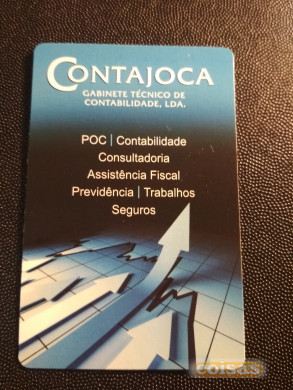 CONTAJOCA
GABINETE TÉCNICO DE
CONTABILIDADE, LDA.
POC | Contabilidade
Consultadoria
Assistência Fiscal
Previdência | Trabalhos
Seguros
coisas